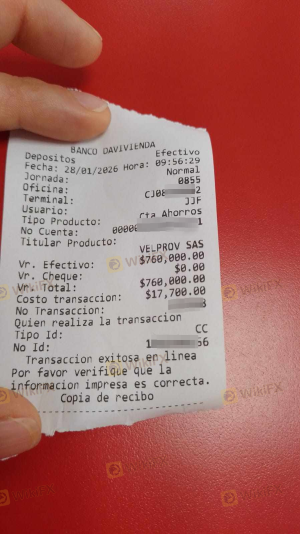 BANCO DAVIVIENDA
Depositos Efectivo
Fecha: 28/01/2026 Hora: 09:56:29
Jornada: Normal
Oficina: 0855
Terminal: CJ08 2
Usuario: JJF
Tipo Producto: Cta Ahorros
No Cuenta: 00000 1
Titular Producto:
VELPROV SAS
Vr. Efectivo: $760,000.00
Vr. Cheque: $0.00
Vr. Total: $760,000.00
Costo transaccion: $17,700.00
No Transaccion: 8
Quien realiza la transaccion
Tipo Id: CC
No Id: 1 56
Transaccion exitosa en linea
Por favor verifique que la
informacion impresa es correcta.
Copia de recibo
WikiFX